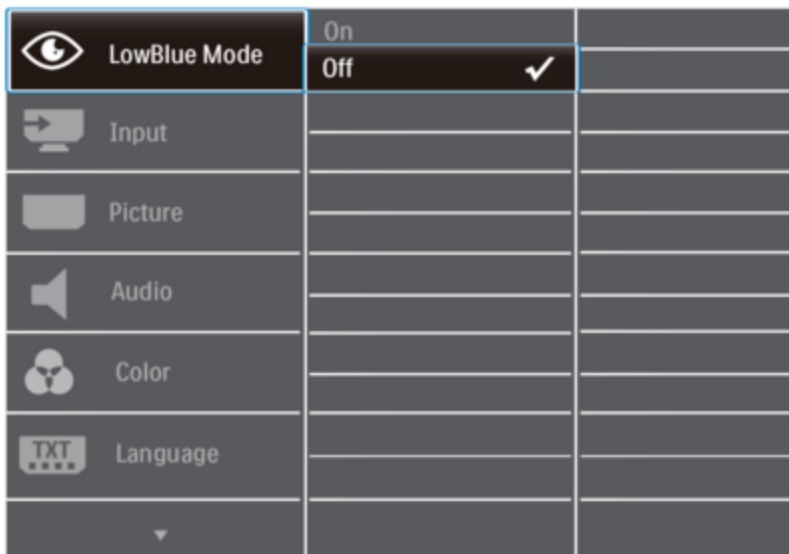 LowBlue Mode
On
Off
Input
Picture
Audio
Color
TXT
Language